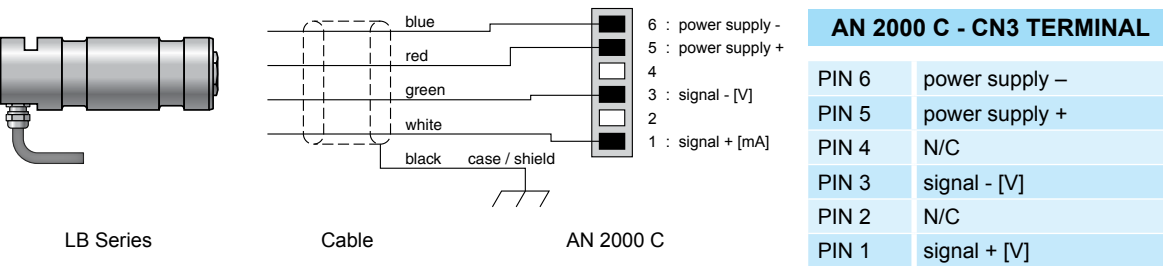 blue
red
green
white
black case / shield
6 : power supply -
5 : power supply +
4
3 : signal - [V]
2
1 : signal + [mA]
LB Series
Cable
AN 2000 C
AN 2000 C - CN3 TERMINAL
PIN 6 power supply –
PIN 5 power supply +
PIN 4 N/C
PIN 3 signal - [V]
PIN 2 N/C
PIN 1 signal + [V]